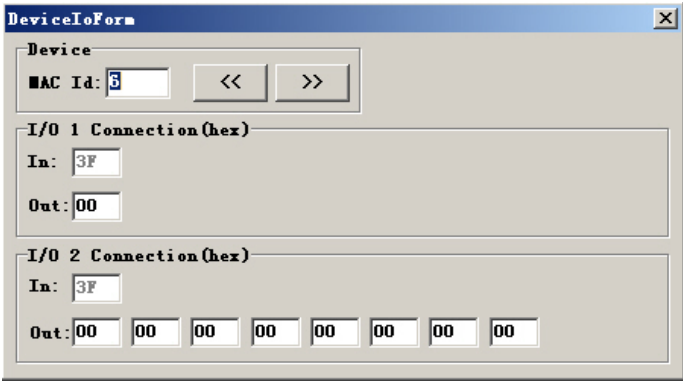 DeviceIoForm
Device
MAC Id: 6 << >>
I/O 1 Connection(hex)
In: 3F
Out: 00
I/O 2 Connection(hex)
In: 3F
Out: 00 00 00 00 00 00 00 00